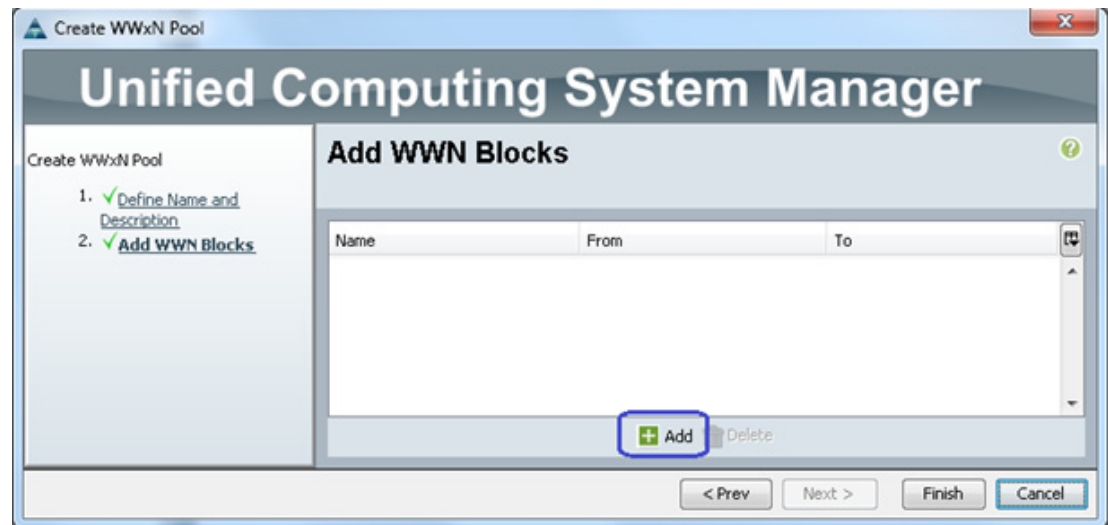 Create WWxN Pool
Unified Computing System Manager
Create WWxN Pool
1. Define Name and
Description
2. Add WWN Blocks
Add WWN Blocks
?
Name From To
Add Delete
< Prev Next > Finish Cancel